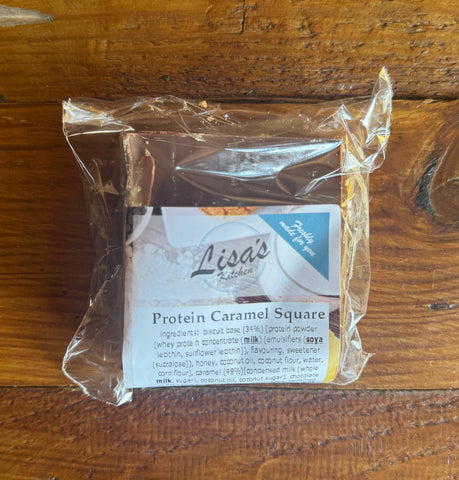 Freshly
made for you
Lisa's
Kitchen
Protein Caramel Square
Ingredients: biscuit base (34%) [protein powder
(whey protein concentrate (milk) [emulsifiers (soya
lecithin, sunflower lecithin)], flavouring, sweetener
(sucralose)), honey, coconut oil, coconut flour, water,
corn flour], caramel (49%)[condensed milk (whole
milk, sugar), coconut oil, coconut sugar], chocolate